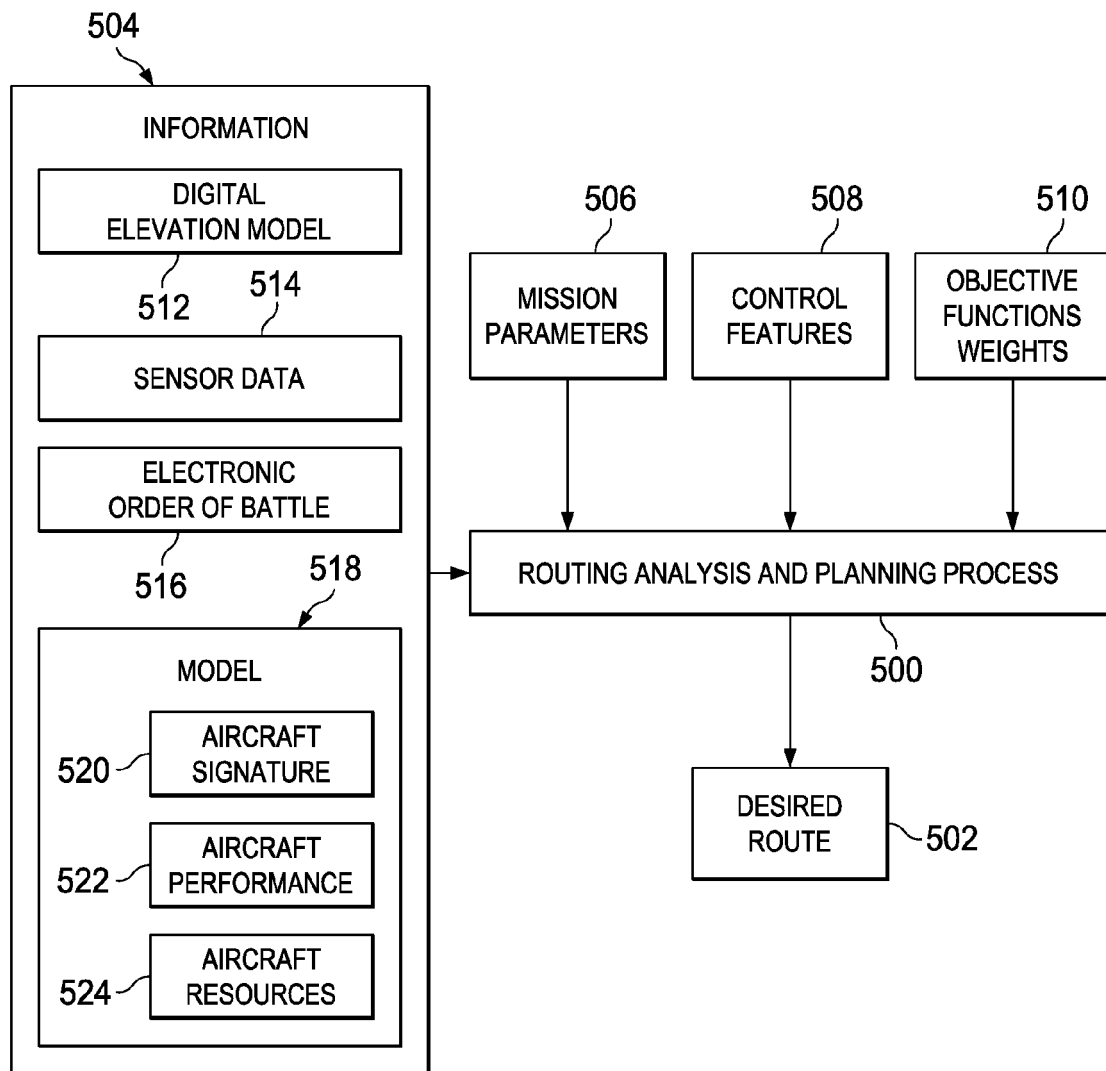 504
INFORMATION
DIGITAL
ELEVATION MODEL
512
514
SENSOR DATA
ELECTRONIC
ORDER OF BATTLE
516
518
MODEL
520
AIRCRAFT
SIGNATURE
522
AIRCRAFT
PERFORMANCE
524
AIRCRAFT
RESOURCES
506
MISSION
PARAMETERS
508
CONTROL
FEATURES
510
OBJECTIVE
FUNCTIONS
WEIGHTS
ROUTING ANALYSIS AND PLANNING PROCESS
500
DESIRED
ROUTE
502